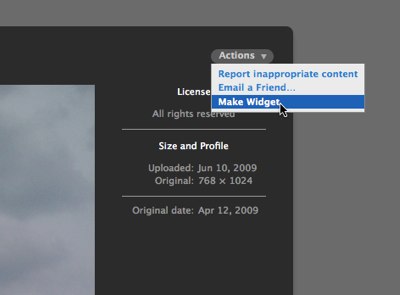 Actions ▼
Report inappropriate content
Email a Friend...
Make Widget
License
All rights reserved
Size and Profile
Uploaded: Jun 10, 2009
Original: 768 × 1024
Original date: Apr 12, 2009